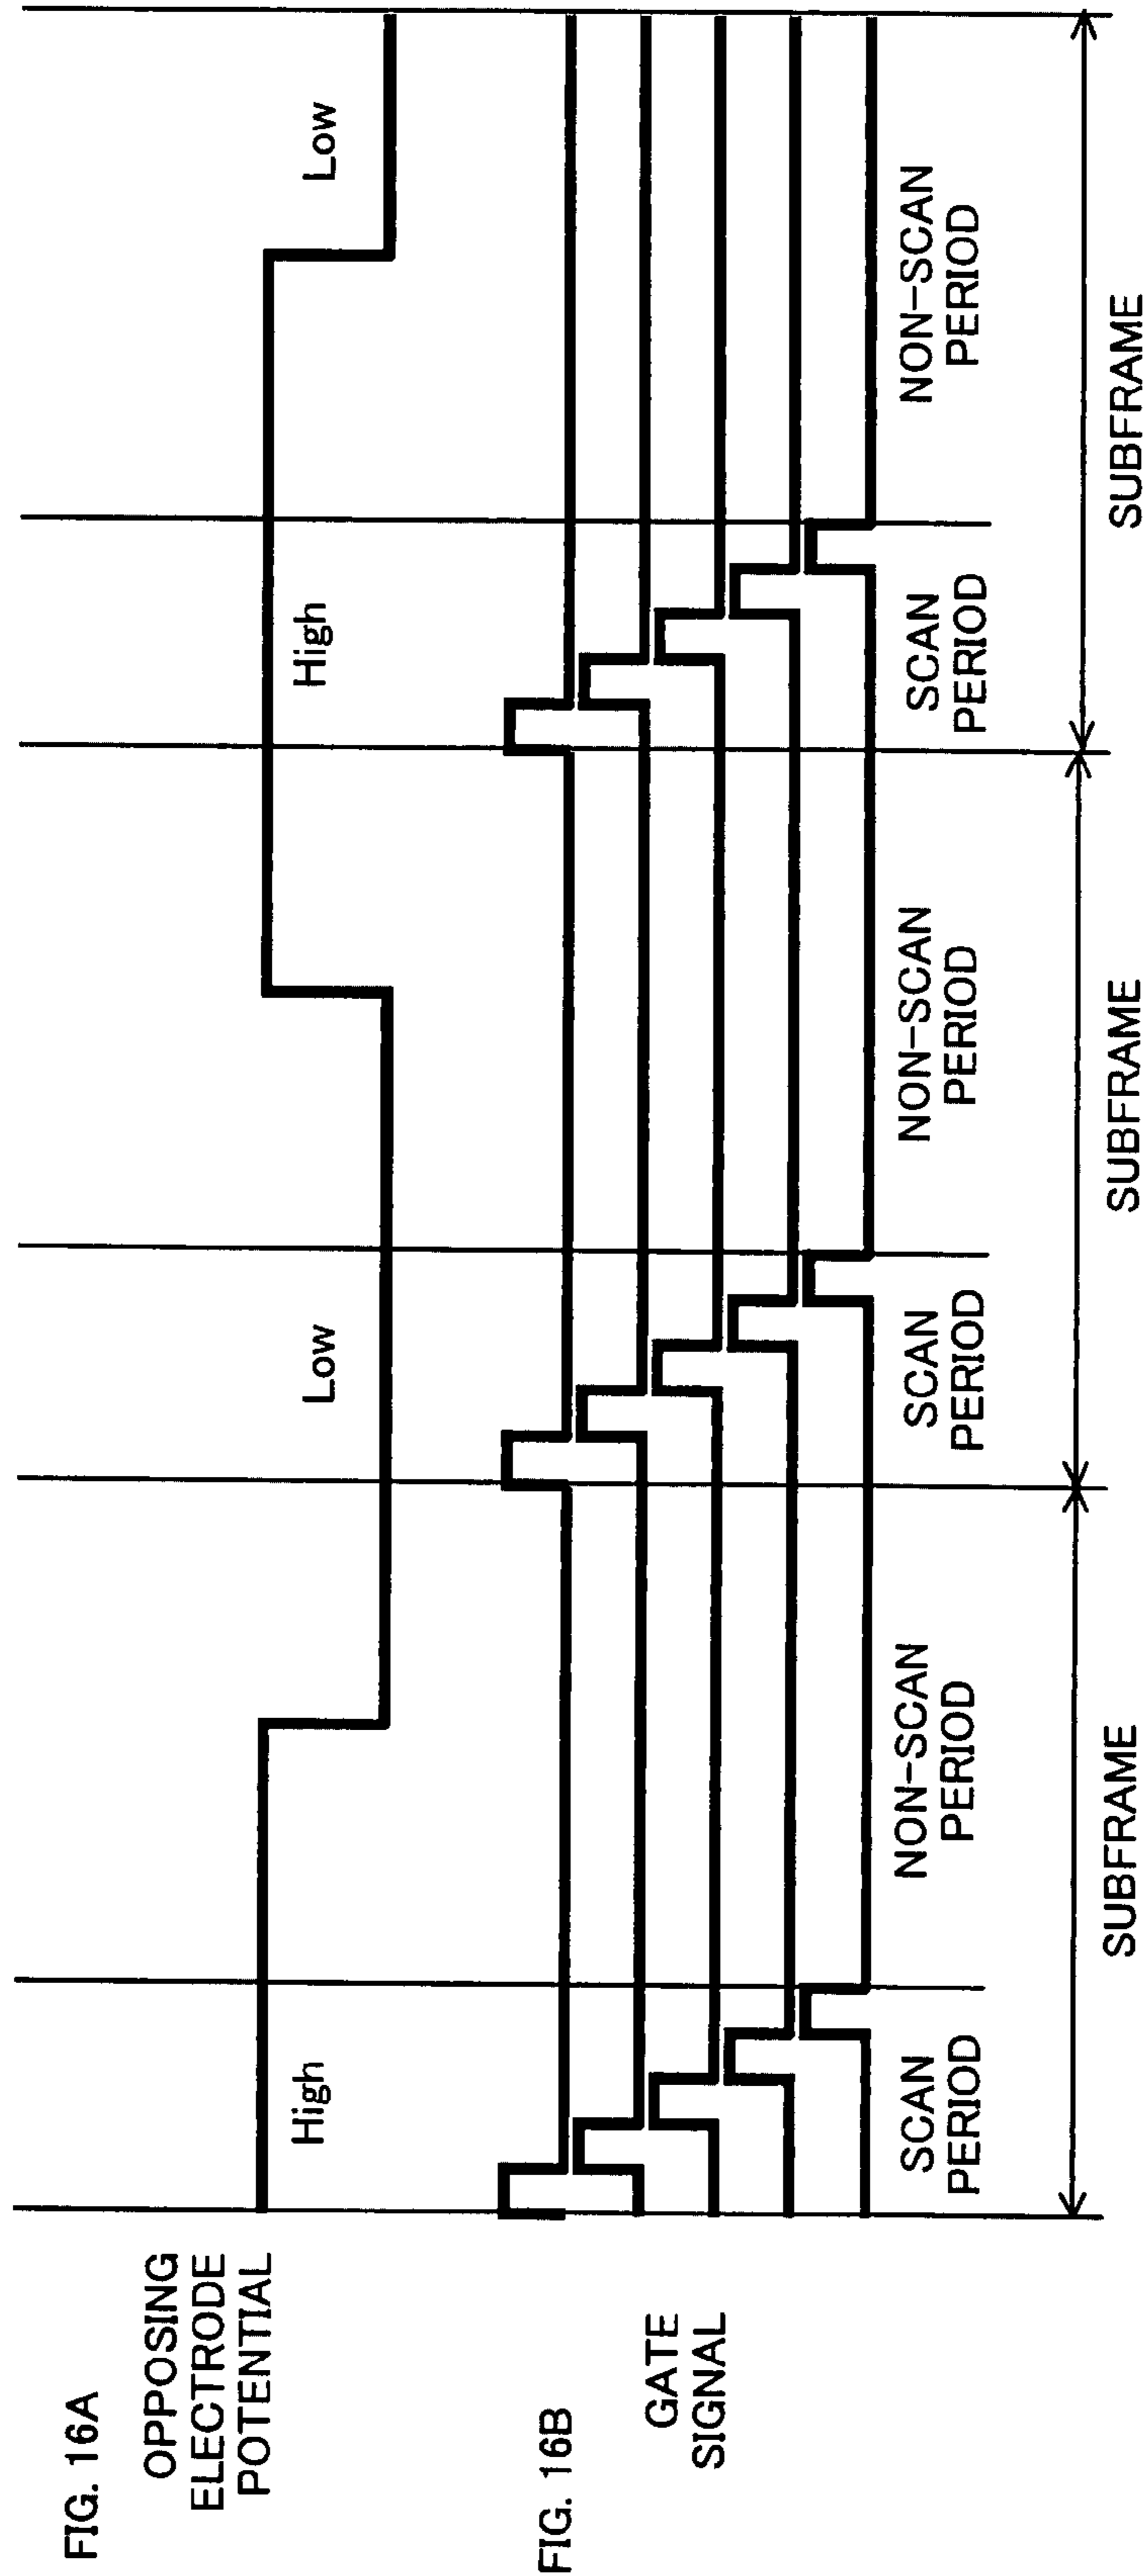 FIG. 16A
OPPOSING
ELECTRODE
POTENTIAL
High
Low
High
Low
FIG. 16B
GATE
SIGNAL
SCAN
PERIOD
NON-SCAN
PERIOD
SCAN
PERIOD
NON-SCAN
PERIOD
SCAN
PERIOD
NON-SCAN
PERIOD
SUBFRAME
SUBFRAME
SUBFRAME